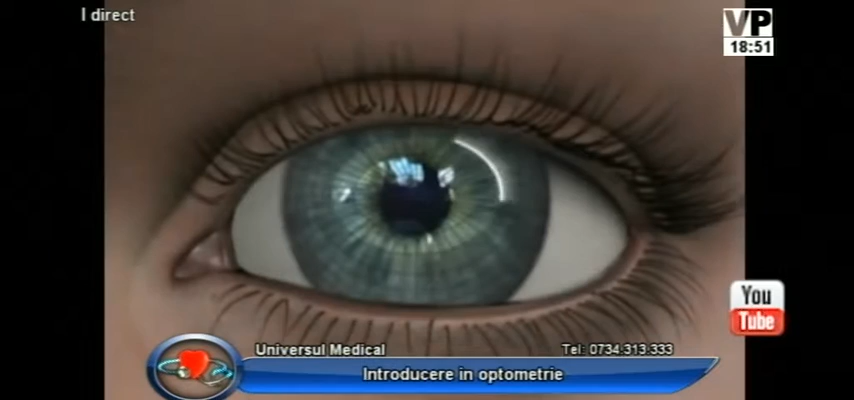 I direct
VP
18:51
You
Tube
Universul Medical
Tel: 0734.313.333
Introducere in optometrie